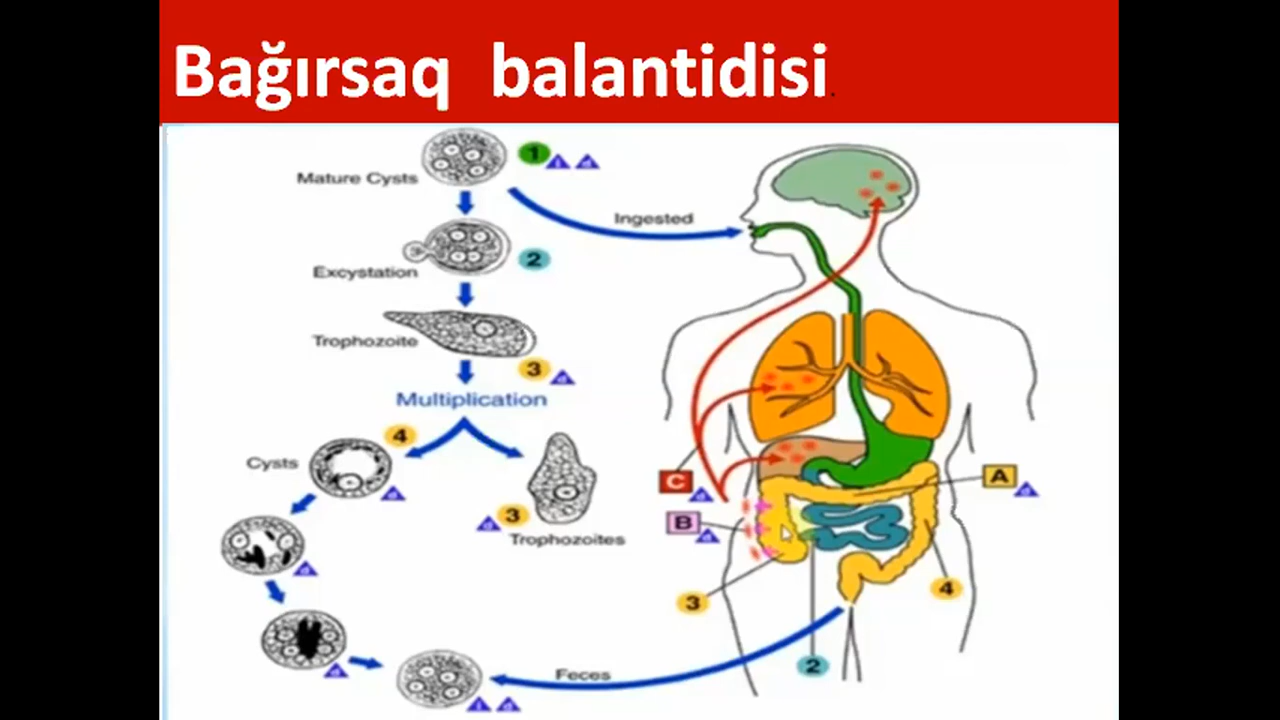 Bağırsaq balantidisi.
1
i d
Mature Cysts
Ingested
2
Excystation
Trophozoite
3
d
Multiplication
4
Cysts
d
3
d
Trophozoites
d
d
Feces
i d
A
d
C
d
B
d
3
4
2